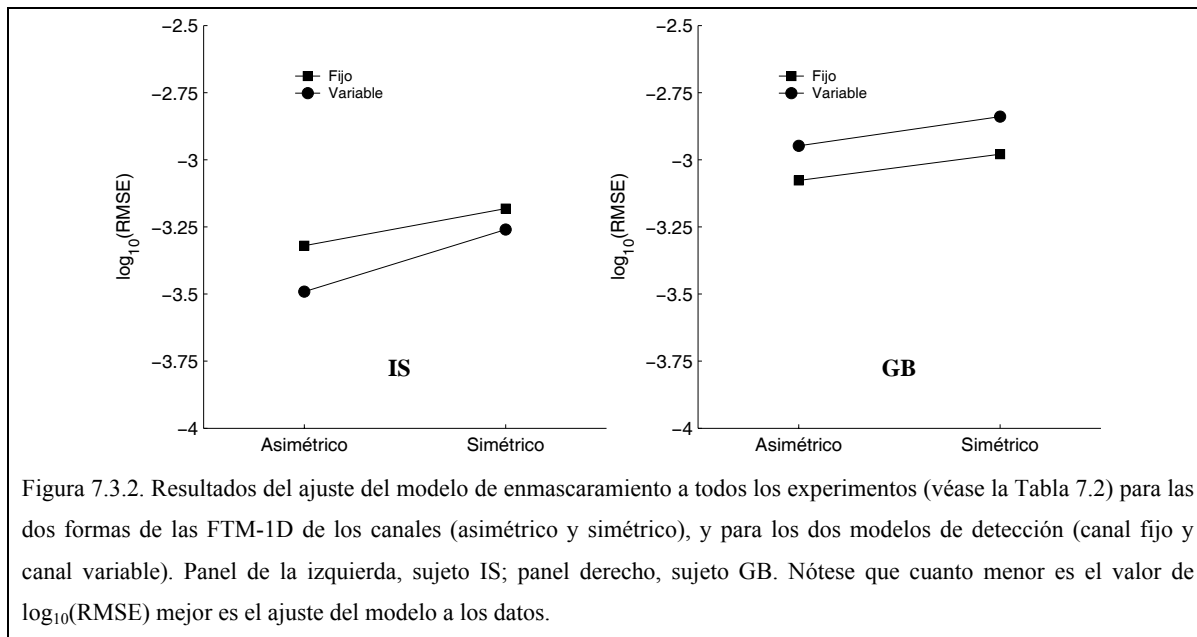 −2.5
−2.75
−3
−3.25
−3.5
−3.75
−4
log10(RMSE)
Fijo
Variable
IS
Asimétrico Simétrico
−2.5
−2.75
−3
−3.25
−3.5
−3.75
−4
log10(RMSE)
Fijo
Variable
GB
Asimétrico Simétrico
Figura 7.3.2. Resultados del ajuste del modelo de enmascaramiento a todos los experimentos (véase la Tabla 7.2) para las
dos formas de las FTM-1D de los canales (asimétrico y simétrico), y para los dos modelos de detección (canal fijo y
canal variable). Panel de la izquierda, sujeto IS; panel derecho, sujeto GB. Nótese que cuanto menor es el valor de
log10(RMSE) mejor es el ajuste del modelo a los datos.